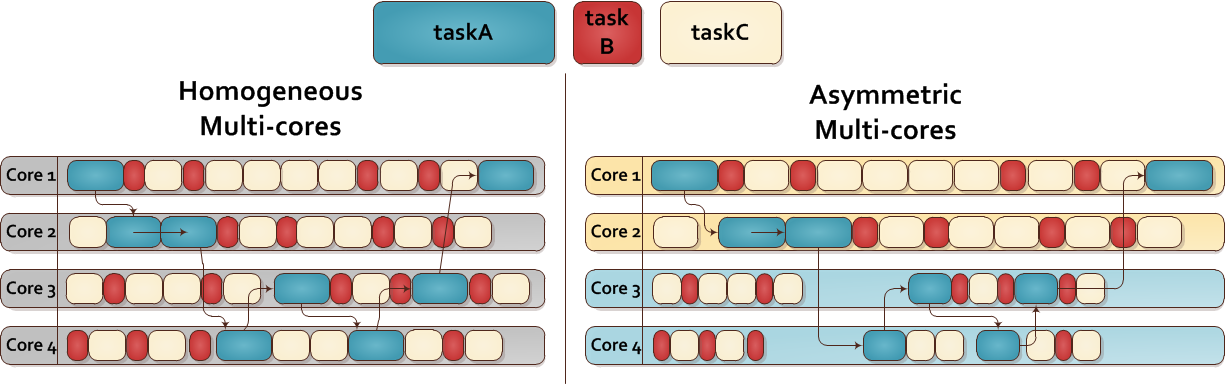 taskA
task
B
taskC
Homogeneous
Multi-cores
Core 1
Core 2
Core 3
Core 4
Asymmetric
Multi-cores
Core 1
Core 2
Core 3
Core 4